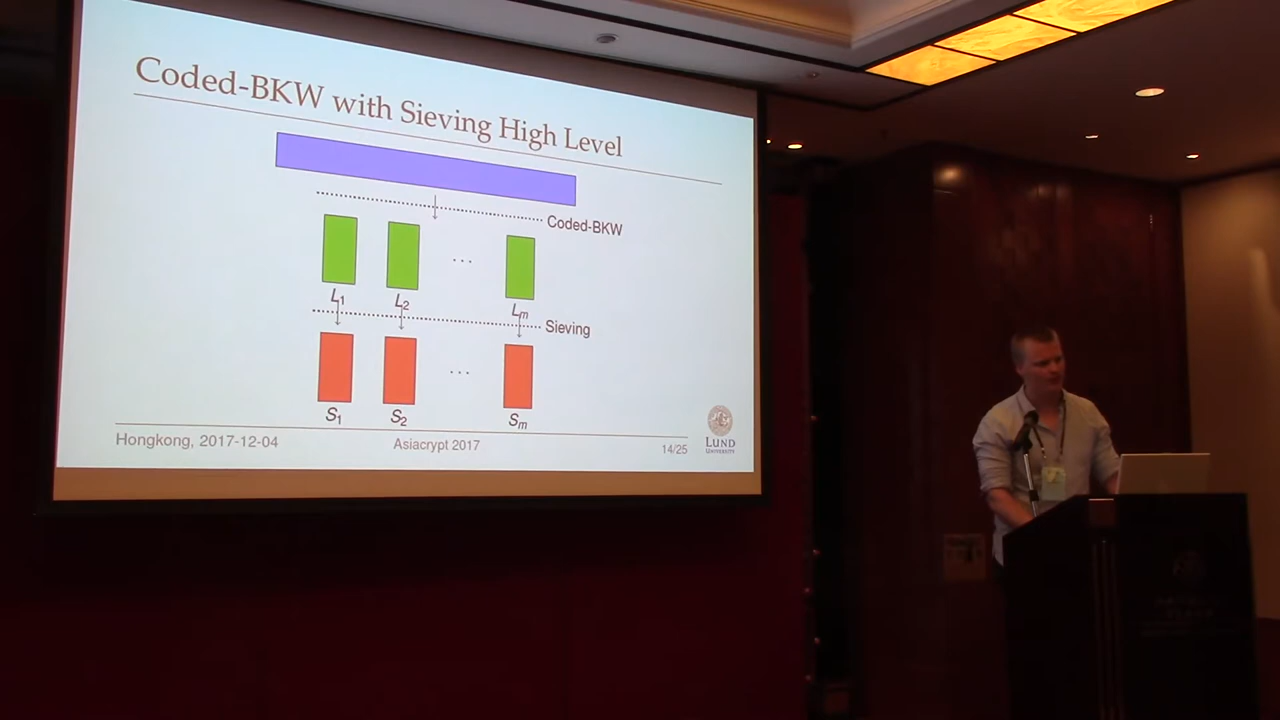 Coded-BKW with Sieving High Level
Coded-BKW
L1 L2 ... Lm
Sieving
S1 S2 ... Sm
Hongkong, 2017-12-04 Asiacrypt 2017 14/25
LUND
UNIVERSITY